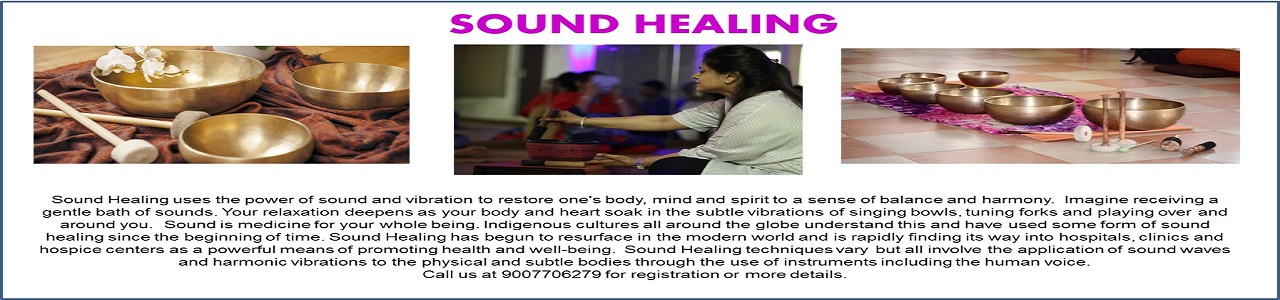 SOUND HEALING
Sound Healing uses the power of sound and vibration to restore one's body, mind and spirit to a sense of balance and harmony. Imagine receiving a
gentle bath of sounds. Your relaxation deepens as your body and heart soak in the subtle vibrations of singing bowls, tuning forks and playing over and
around you. Sound is medicine for your whole being. Indigenous cultures all around the globe understand this and have used some form of sound
healing since the beginning of time. Sound Healing has begun to resurface in the modern world and is rapidly finding its way into hospitals, clinics and
hospice centers as a powerful means of promoting health and well-being. Sound Healing techniques vary but all involve the application of sound waves
and harmonic vibrations to the physical and subtle bodies through the use of instruments including the human voice.
Call us at 9007706279 for registration or more details.